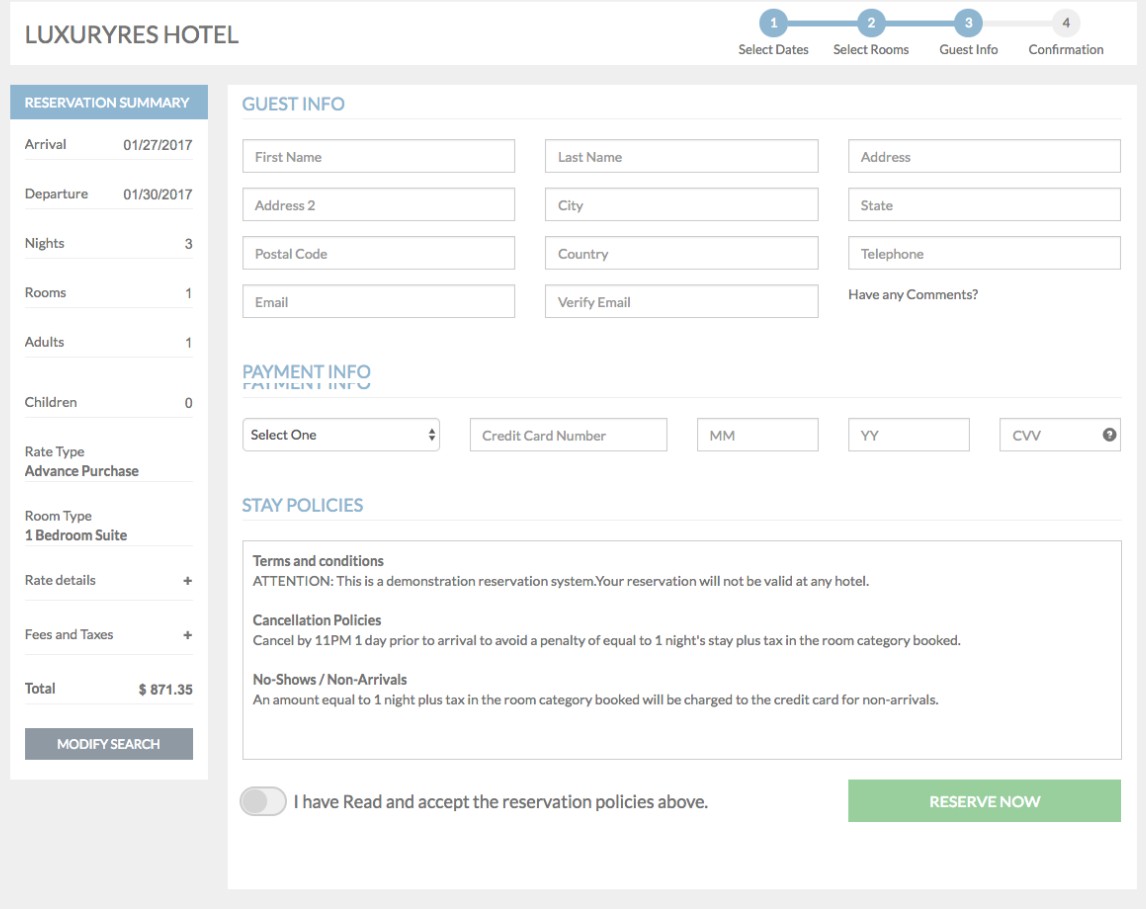 LUXURYRES HOTEL
1 2 3 4
Select Dates Select Rooms Guest Info Confirmation
RESERVATION SUMMARY
Arrival 01/27/2017
Departure 01/30/2017
Nights 3
Rooms 1
Adults 1
Children 0
Rate Type
Advance Purchase
Room Type
1 Bedroom Suite
Rate details +
Fees and Taxes +
Total $ 871.35
MODIFY SEARCH
GUEST INFO
First Name Last Name Address
Address 2 City State
Postal Code Country Telephone
Email Verify Email Have any Comments?
PAYMENT INFO
PAYMENT INFO
Select One Credit Card Number MM YY CVV ?
STAY POLICIES
Terms and conditions
ATTENTION: This is a demonstration reservation system.Your reservation will not be valid at any hotel.
Cancellation Policies
Cancel by 11PM 1 day prior to arrival to avoid a penalty of equal to 1 night's stay plus tax in the room category booked.
No-Shows / Non-Arrivals
An amount equal to 1 night plus tax in the room category booked will be charged to the credit card for non-arrivals.
I have Read and accept the reservation policies above.
RESERVE NOW